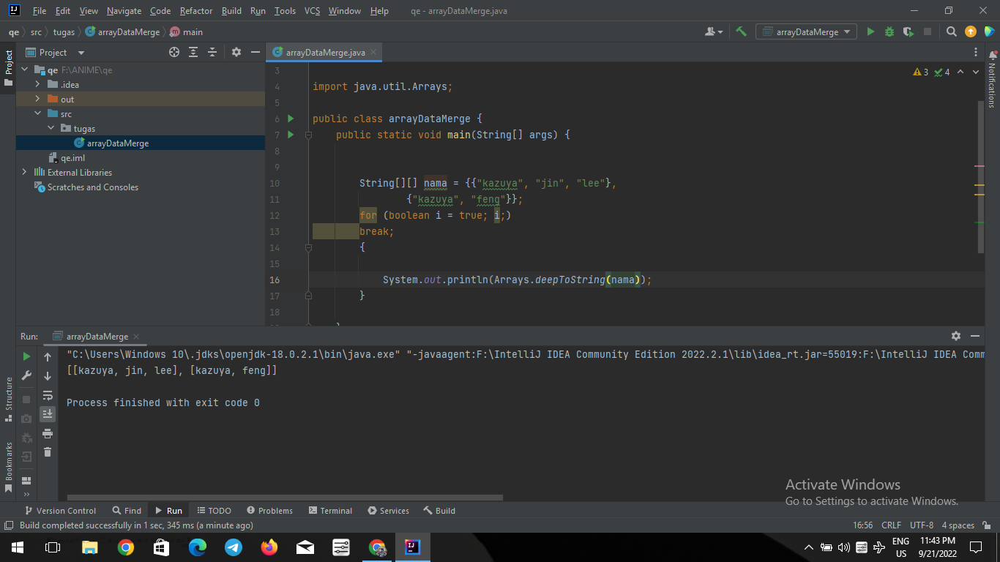 File Edit View Navigate Code Refactor Build Run Tools VCS Window Help qe - arrayDataMerge.java
qe src tugas arrayDataMerge main arrayDataMerge
Project
Project
arrayDataMerge.java
Notifications
qe F:\ANIME\qe
.idea
out
src
tugas
arrayDataMerge
qe.iml
External Libraries
Scratches and Consoles
3 4
3
4 import java.util.Arrays;
5
6 public class arrayDataMerge {
7 public static void main(String[] args) {
8
9
10 String[][] nama = {{"kazuya", "jin", "lee"},
11 {"kazuya", "feng"}};
12 for (boolean i = true; i;)
13 break;
14 {
15
16 System.out.println(Arrays.deepToString(nama));
17 }
18
Run: arrayDataMerge
"C:\Users\Windows 10\.jdks\openjdk-18.0.2.1\bin\java.exe" "-javaagent:F:\IntelliJ IDEA Community Edition 2022.2.1\lib\idea_rt.jar=55019:F:\IntelliJ IDEA Comm
[[kazuya, jin, lee], [kazuya, feng]]
Process finished with exit code 0
Structure
Bookmarks
Activate Windows
Go to Settings to activate Windows.
Version Control Find Run TODO Problems Terminal Services Build
Build completed successfully in 1 sec, 345 ms (a minute ago) 16:56 CRLF UTF-8 4 spaces
ENG 11:43 PM
US 9/21/2022